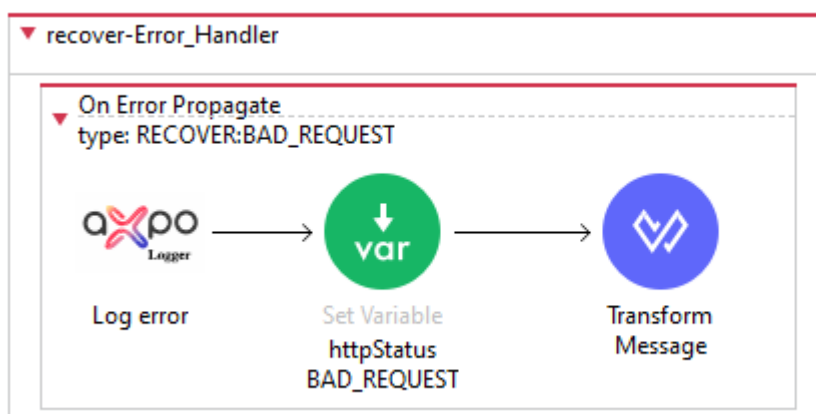 recover-Error_Handler
On Error Propagate
type: RECOVER:BAD_REQUEST
axpo
Logger
var
Log error
Set Variable
Transform
Message
httpStatus
BAD_REQUEST